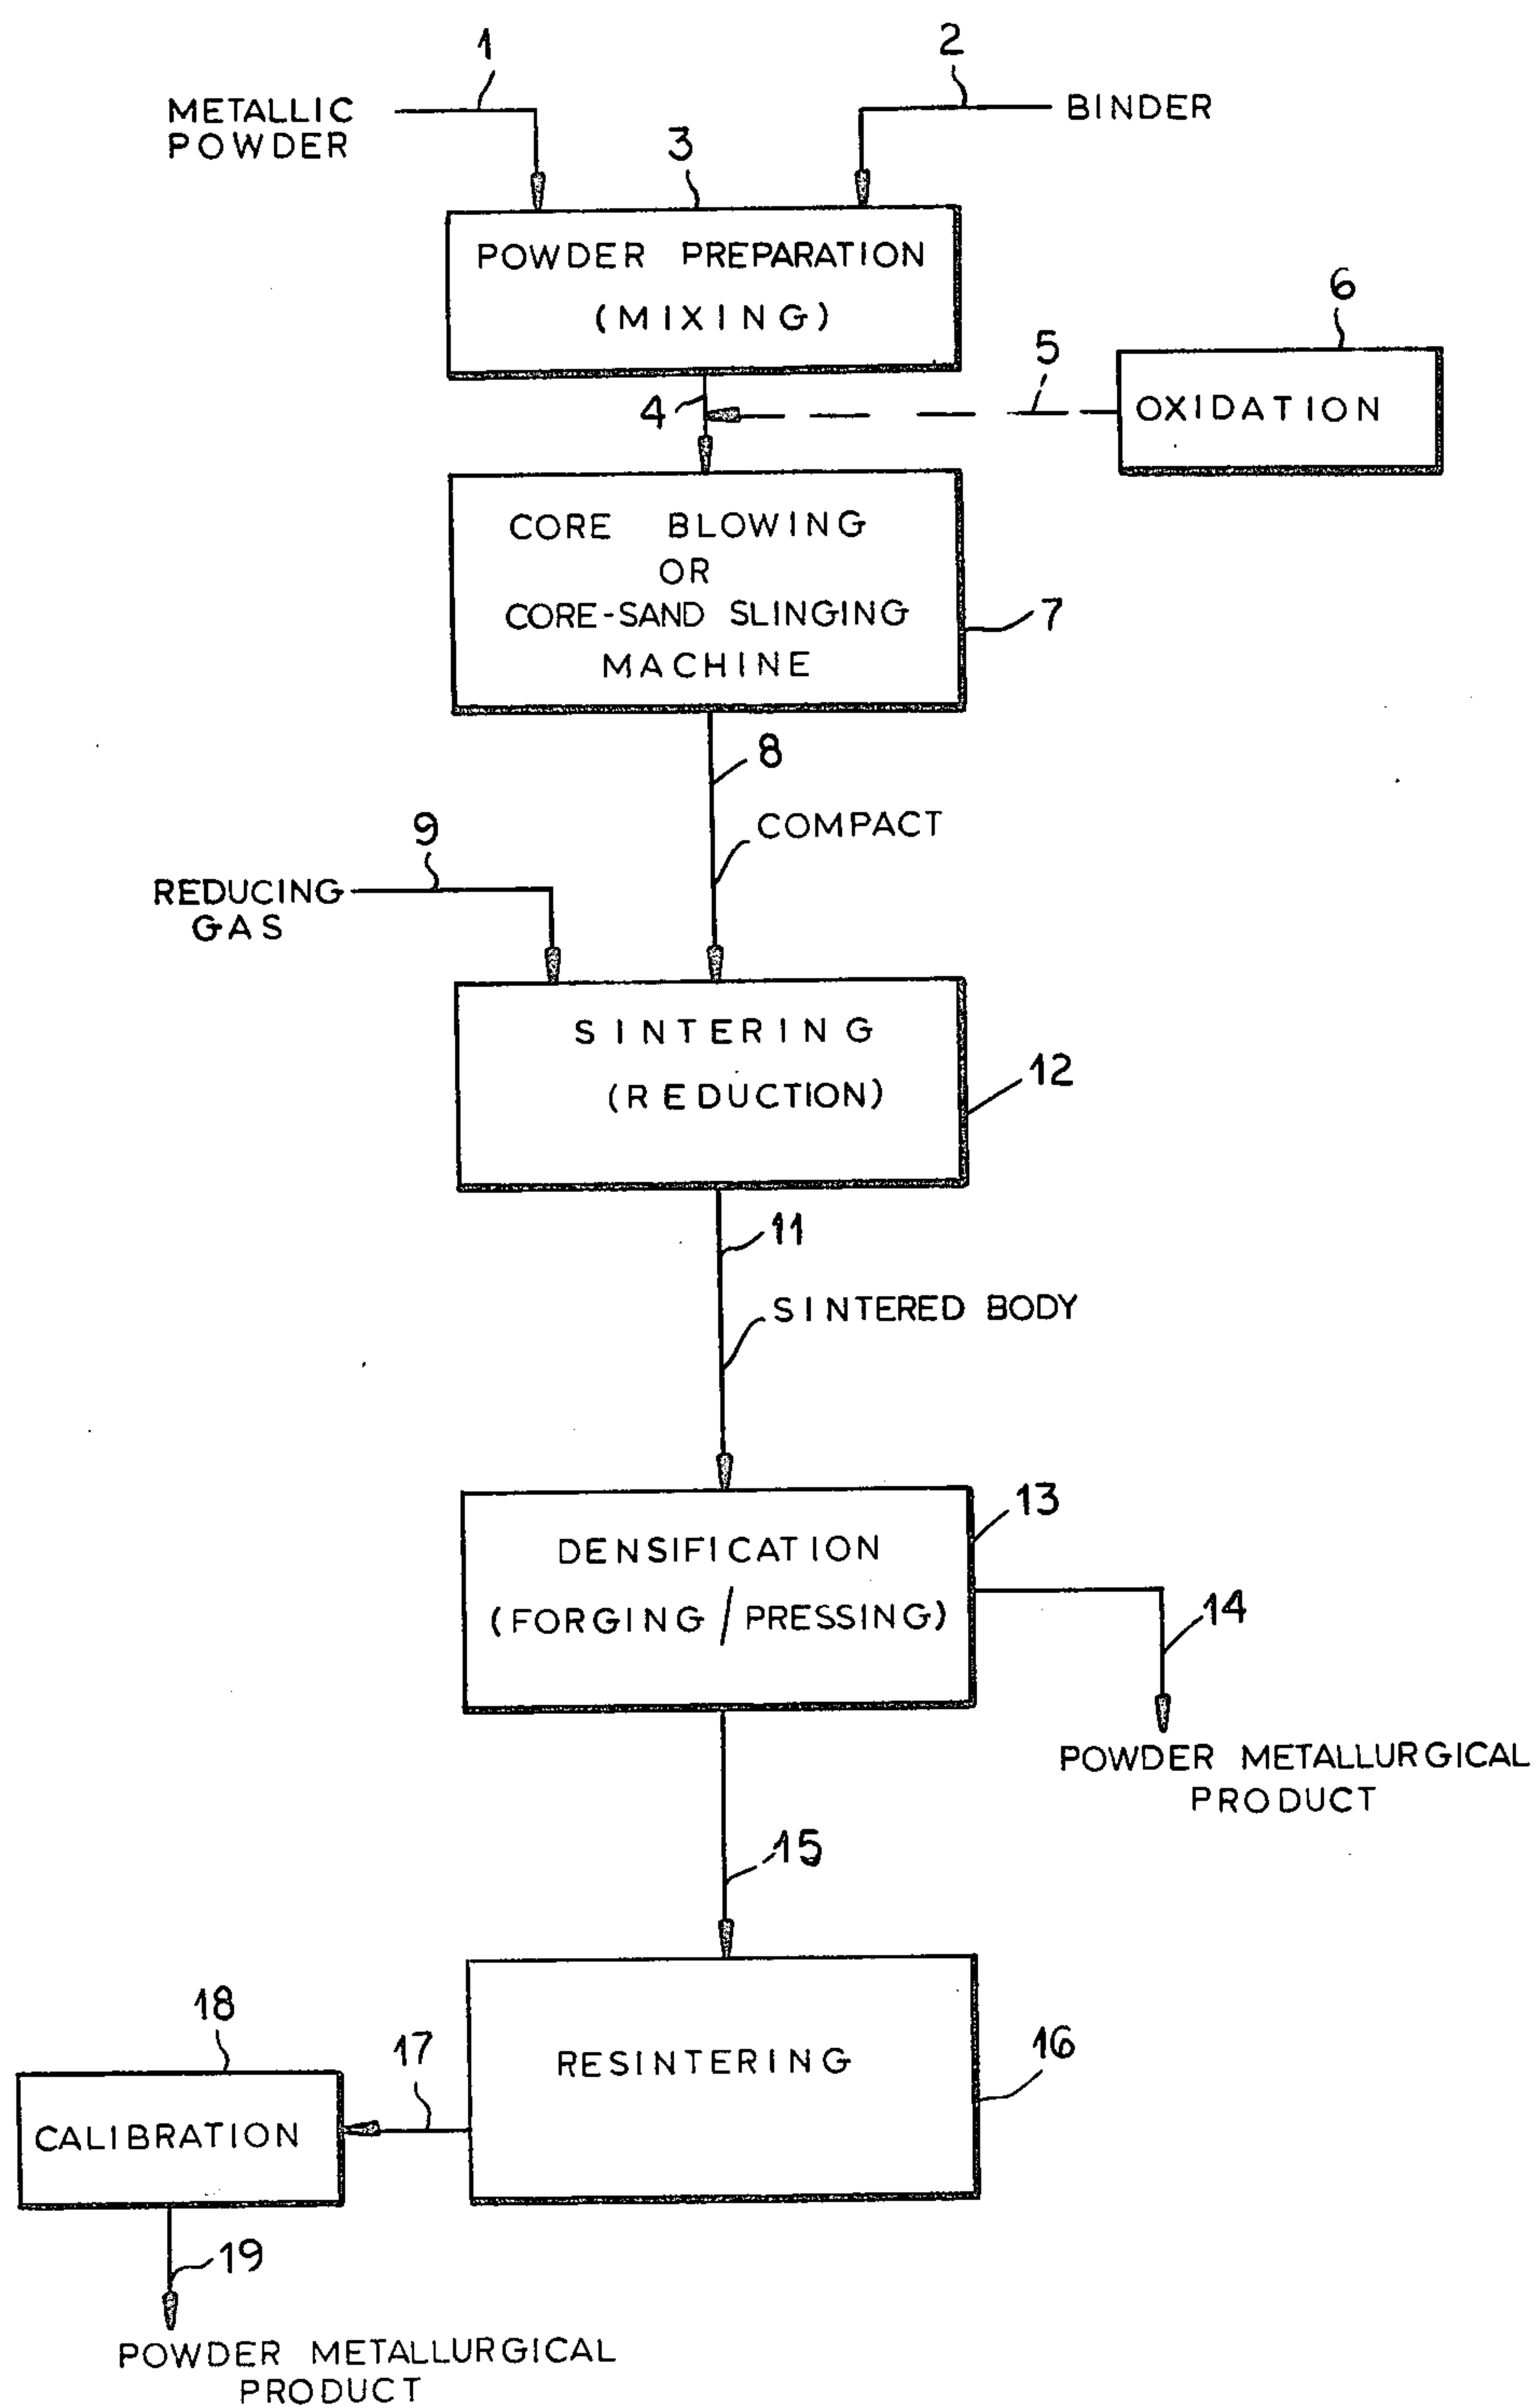 1
2
METALLIC
POWDER
BINDER
3
POWDER PREPARATION
(MIXING)
6
5
4
OXIDATION
CORE BLOWING
OR
CORE-SAND SLINGING
MACHINE
7
8
COMPACT
9
REDUCING
GAS
SINTERING
(REDUCTION)
12
11
SINTERED BODY
13
DENSIFICATION
(FORGING/PRESSING)
14
POWDER METALLURGICAL
PRODUCT
15
18
17
RESINTERING
16
CALIBRATION
19
POWDER METALLURGICAL
PRODUCT